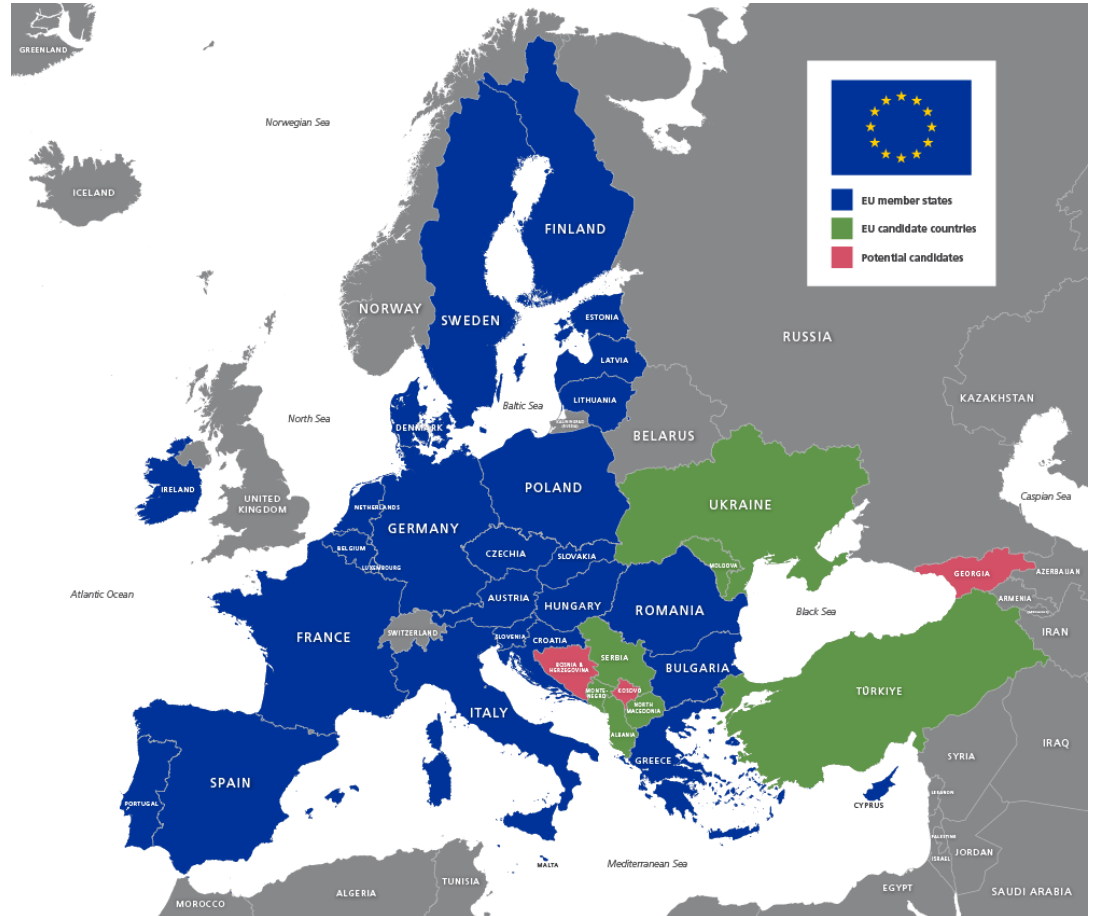 GREENLAND
Norwegian Sea
ICELAND
EU member states
EU candidate countries
Potential candidates
FINLAND
NORWAY
SWEDEN
ESTONIA
RUSSIA
LATVIA
LITHUANIA
KAZAKHSTAN
Baltic Sea
North Sea
DENMARK
BELARUS
IRELAND
UNITED
KINGDOM
POLAND
UKRAINE
Caspian Sea
NETHERLANDS
GERMANY
BELGIUM
LUXEMBOURG
CZECHIA
SLOVAKIA
MOLDOVA
GEORGIA
AZERBAIJAN
Atlantic Ocean
AUSTRIA
HUNGARY
ROMANIA
Black Sea
ARMENIA
FRANCE
SWITZERLAND
SLOVENIA
CROATIA
IRAN
SERBIA
BOSNIA &
HERZEGOVINA
BULGARIA
MONTE-
NEGRO
KOSOVO
TÜRKIYE
NORTH
MACEDONIA
ITALY
ALBANIA
IRAQ
SYRIA
GREECE
SPAIN
PORTUGAL
LEBANON
CYPRUS
PALESTINE
ISRAEL
JORDAN
MALTA
Mediterranean Sea
TUNISIA
ALGERIA
EGYPT
SAUDI ARABIA
MOROCCO